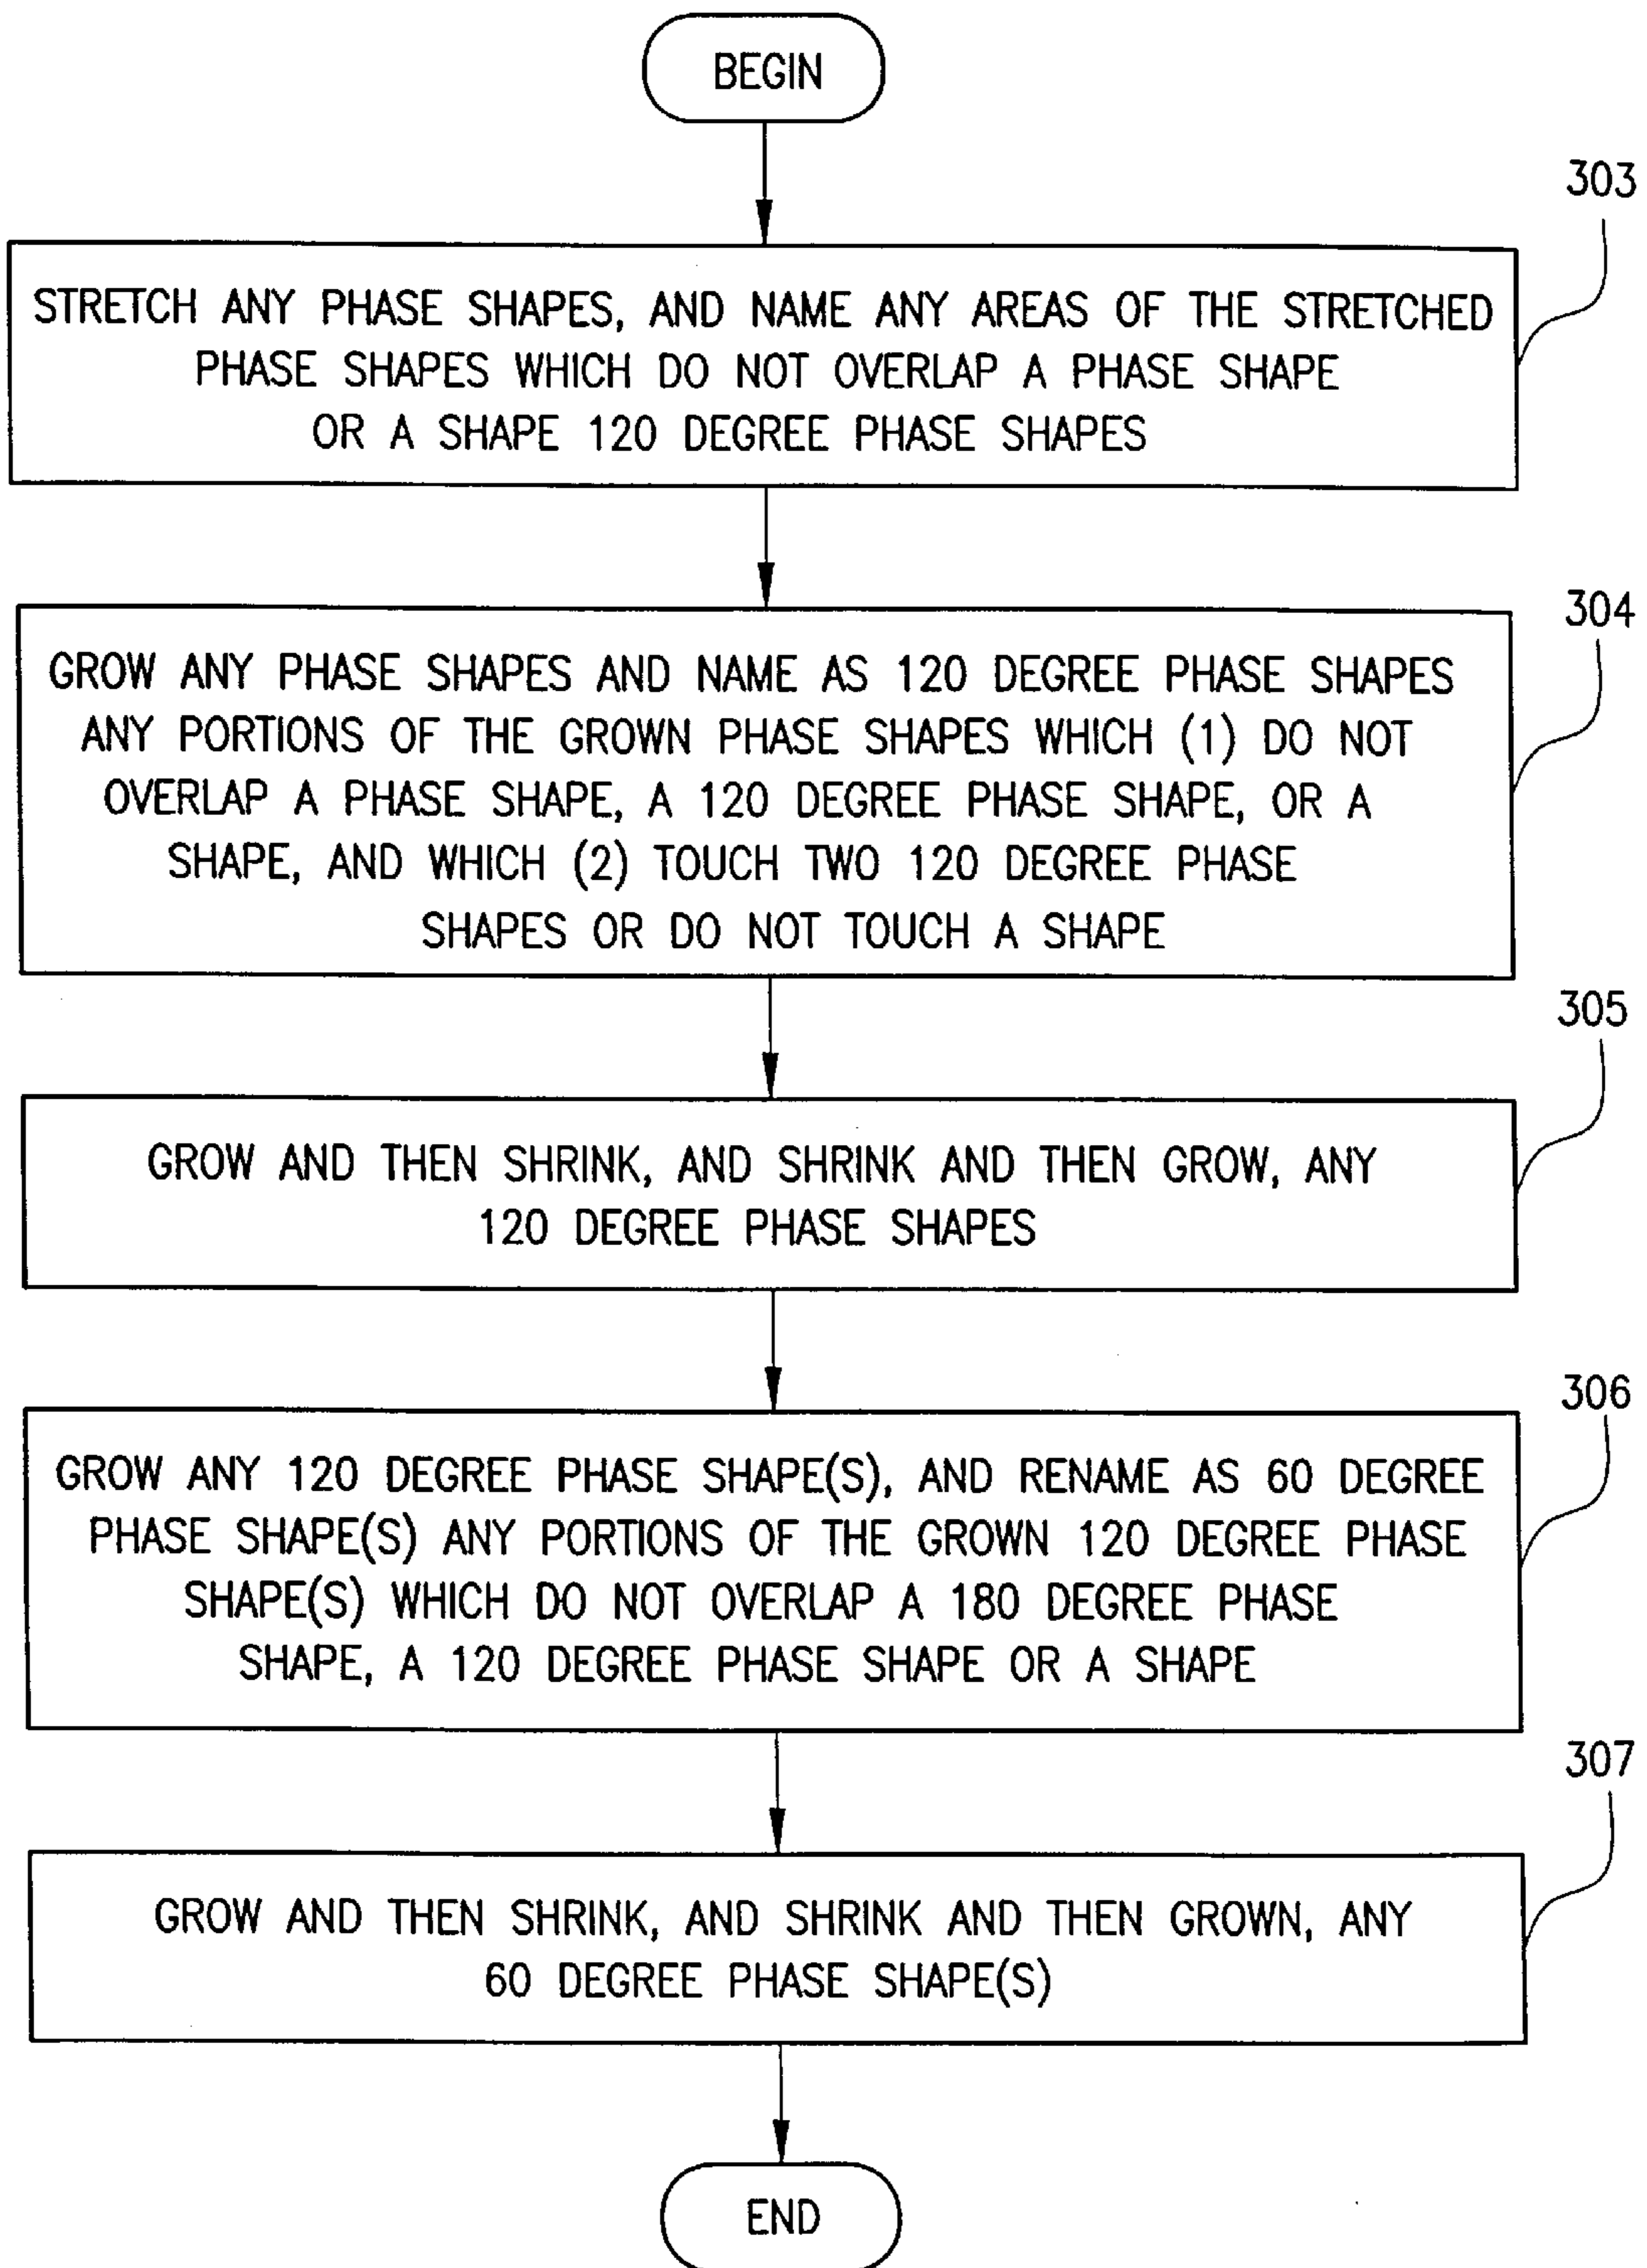 BEGIN
303
STRETCH ANY PHASE SHAPES, AND NAME ANY AREAS OF THE STRETCHED
PHASE SHAPES WHICH DO NOT OVERLAP A PHASE SHAPE
OR A SHAPE 120 DEGREE PHASE SHAPES
304
GROW ANY PHASE SHAPES AND NAME AS 120 DEGREE PHASE SHAPES
ANY PORTIONS OF THE GROWN PHASE SHAPES WHICH (1) DO NOT
OVERLAP A PHASE SHAPE, A 120 DEGREE PHASE SHAPE, OR A
SHAPE, AND WHICH (2) TOUCH TWO 120 DEGREE PHASE
SHAPES OR DO NOT TOUCH A SHAPE
305
GROW AND THEN SHRINK, AND SHRINK AND THEN GROW, ANY
120 DEGREE PHASE SHAPES
306
GROW ANY 120 DEGREE PHASE SHAPE(S), AND RENAME AS 60 DEGREE
PHASE SHAPE(S) ANY PORTIONS OF THE GROWN 120 DEGREE PHASE
SHAPE(S) WHICH DO NOT OVERLAP A 180 DEGREE PHASE
SHAPE, A 120 DEGREE PHASE SHAPE OR A SHAPE
307
GROW AND THEN SHRINK, AND SHRINK AND THEN GROWN, ANY
60 DEGREE PHASE SHAPE(S)
END